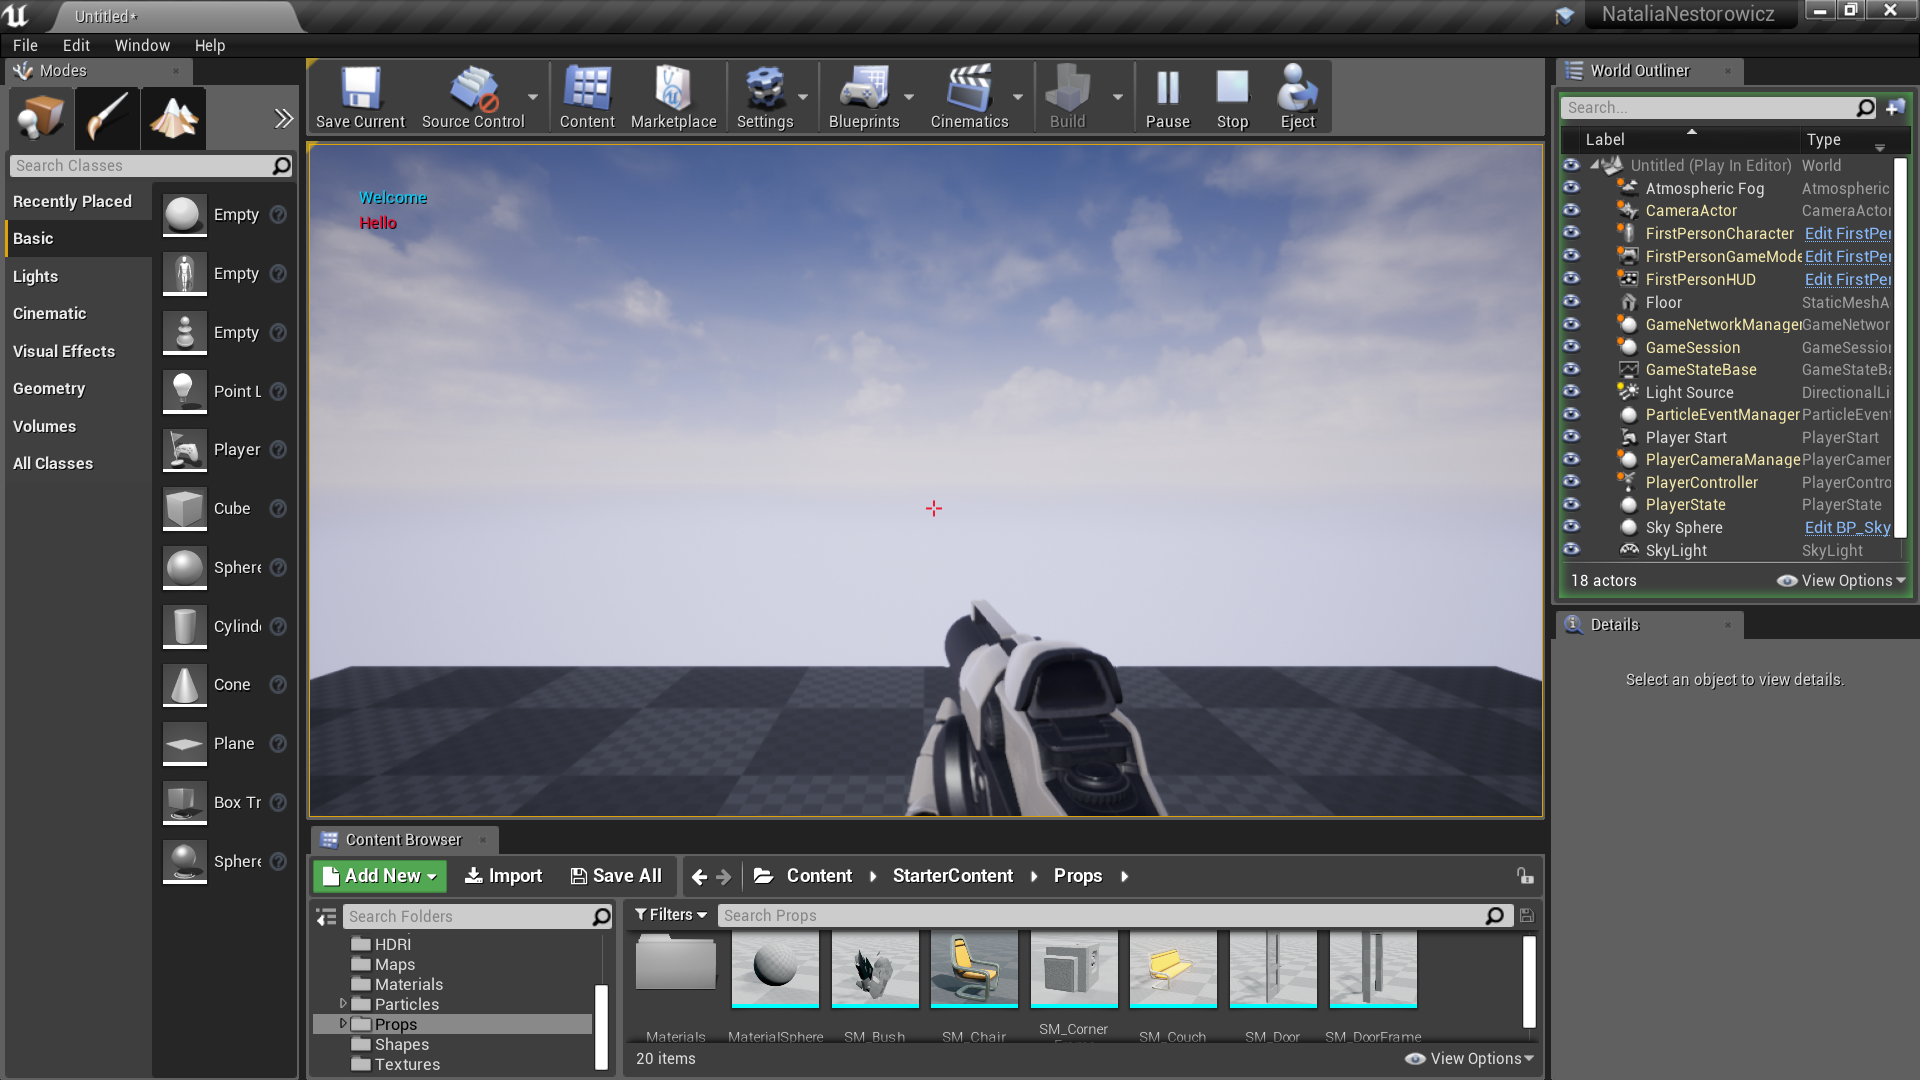 Untitled*
NataliaNestorowicz
File Edit Window Help
Modes
Search Classes
Recently Placed
Basic
Lights
Cinematic
Visual Effects
Geometry
Volumes
All Classes
Empty
Empty
Empty
Point L
Player
Cube
Sphere
Cylind
Cone
Plane
Box Tr
Sphere
Save Current
Source Control
Content
Marketplace
Settings
Blueprints
Cinematics
Build
Pause
Stop
Eject
Welcome
Hello
World Outliner
Search...
Label Type
Untitled (Play In Editor) World
Atmospheric Fog Atmospheric
CameraActor CameraActor
FirstPersonCharacter Edit FirstPer
FirstPersonGameMode Edit FirstPer
FirstPersonHUD Edit FirstPer
Floor StaticMeshA
GameNetworkManager GameNetwor
GameSession GameSession
GameStateBase GameStateBa
Light Source DirectionalLi
ParticleEventManager ParticleEvent
Player Start PlayerStart
PlayerCameraManage PlayerCamer
PlayerController PlayerContro
PlayerState PlayerState
Sky Sphere Edit BP_Sky
SkyLight SkyLight
18 actors View Options
Details
Select an object to view details.
Content Browser
Add New Import Save All Content StarterContent Props
Search Folders
HDRI
Maps
Materials
Particles
Props
Shapes
Textures
Filters Search Props
Materials
MaterialSphere
SM_Bush
SM_Chair
SM_Corner
SM_Couch
SM_Door
SM_DoorFrame
20 items View Options